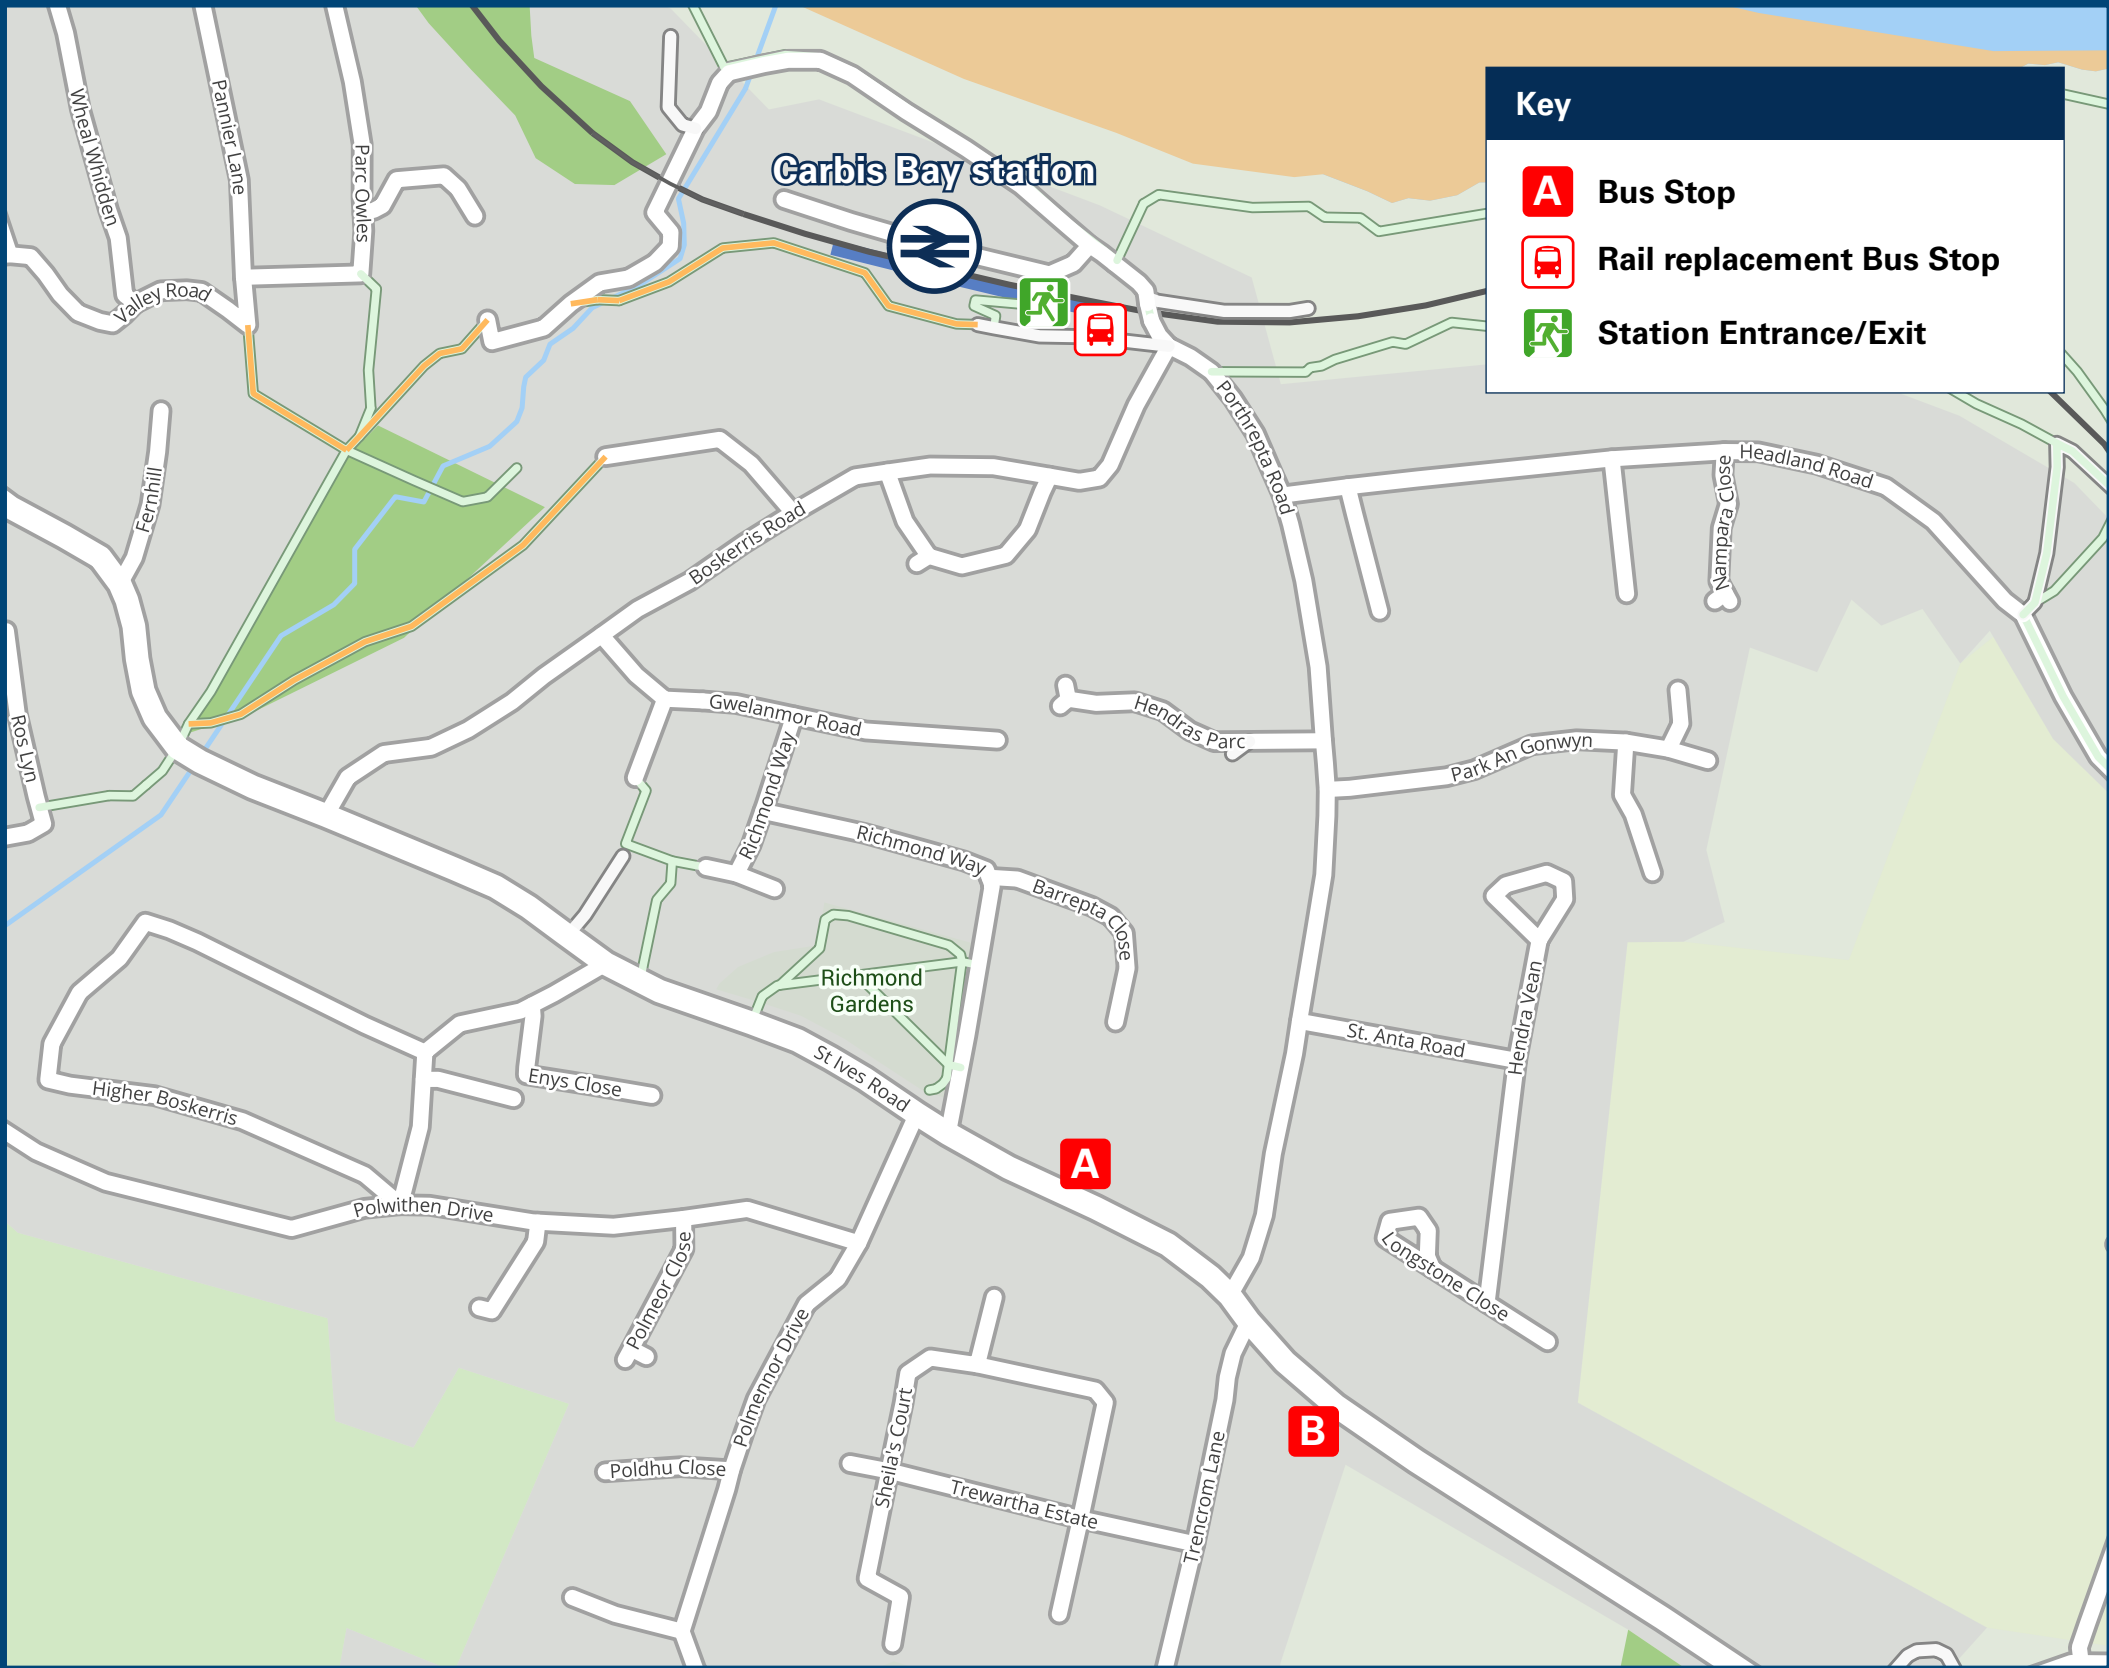 Key
A
Bus Stop
Rail replacement Bus Stop
Station Entrance/Exit
Carbis Bay station
Wheal Whidden
Pannier Lane
Parc Owles
Valley Road
Fernhill
Ros Lyn
Boskerris Road
Porthrepta Road
Headland Road
Nampara Close
Gwelanmor Road
Richmond Way
Hendras Parc
Park An Gonwyn
Richmond Way
Barrepta Close
Richmond
Gardens
St. Anta Road
Hendra Vean
St Ives Road
Enys Close
Higher Boskerris
A
Polwithen Drive
Polmeor Close
Longstone Close
Polmennor Drive
B
Sheila's Court
Poldhu Close
Trewartha Estate
Trencrom Lane